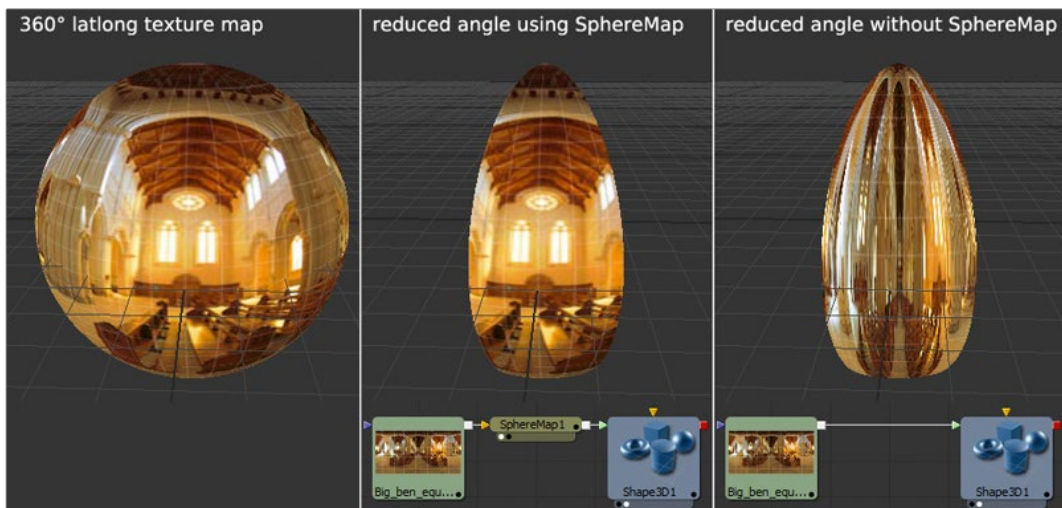 360° latlong texture map
reduced angle using SphereMap
reduced angle without SphereMap
SphereMap1
Big_ben_equ...
Shape3D1
Big_ben_equ...
Shape3D1